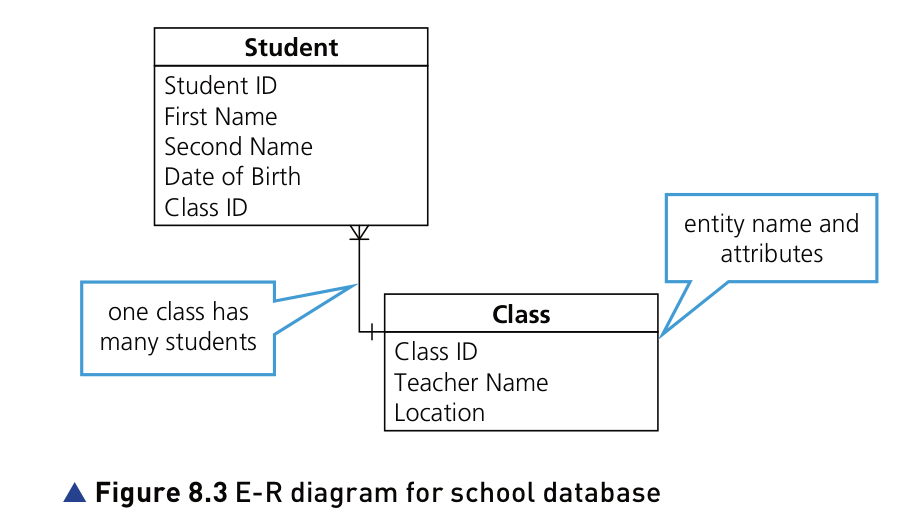 Student
Student ID
First Name
Second Name
Date of Birth
Class ID
entity name and
attributes
one class has
many students
Class
Class ID
Teacher Name
Location
▲ Figure 8.3 E-R diagram for school database